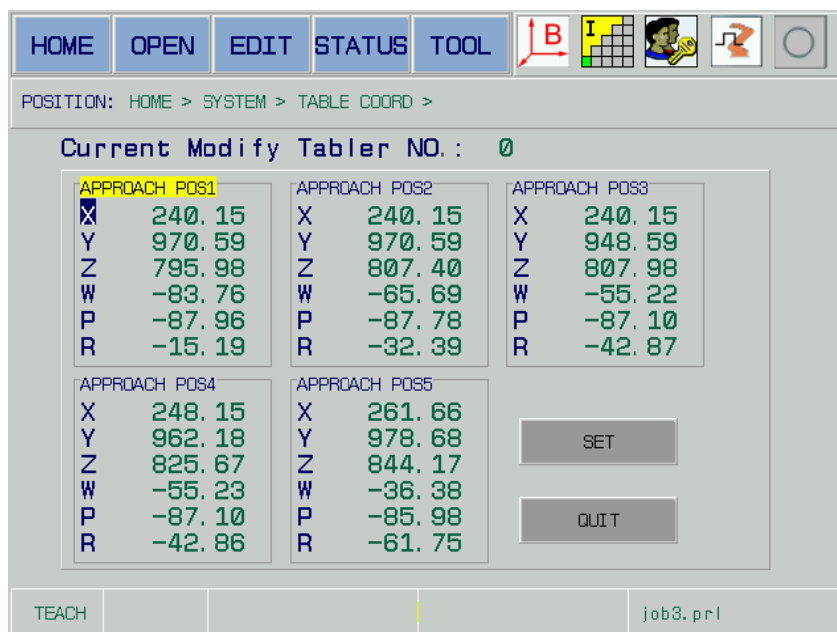 HOME OPEN EDIT STATUS TOOL B I
POSITION: HOME > SYSTEM > TABLE COORD >
Current Modify Tabler NO.: 0
APPROACH POS1 APPROACH POS2 APPROACH POS3
X 240.15 X 240.15 X 240.15
Y 970.59 Y 970.59 Y 948.59
Z 795.98 Z 807.40 Z 807.98
W -83.76 W -65.69 W -55.22
P -87.96 P -87.78 P -87.10
R -15.19 R -32.39 R -42.87
APPROACH POS4 APPROACH POS5
X 248.15 X 261.66
Y 962.18 Y 978.68
Z 825.67 Z 844.17
W -55.23 W -36.38
P -87.10 P -85.98
R -42.86 R -61.75
SET
QUIT
TEACH job3.prl